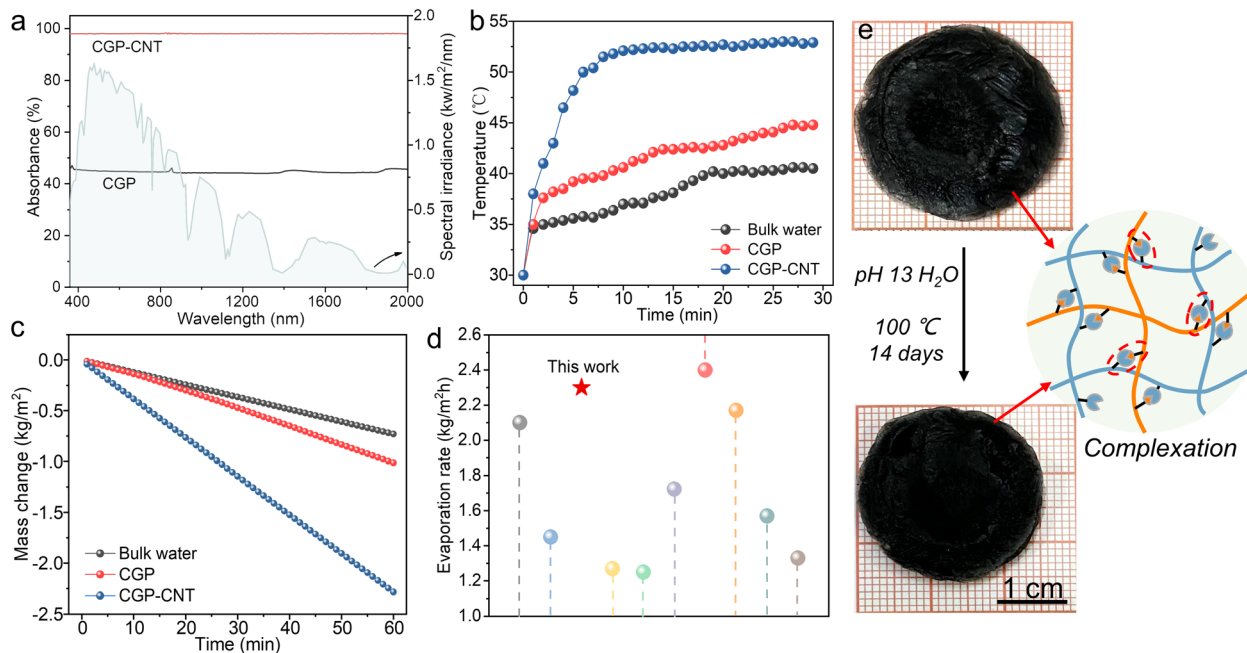 a
100
80
60
40
20
0
Absorbance (%)
CGP-CNT
CGP
2.0
1.5
1.0
0.5
0.0
Spectral irradiance (kw/m²/nm)
400
800
1200
1600
2000
Wavelength (nm)
b
55
50
45
40
35
30
Temperature (℃)
Bulk water
CGP
CGP-CNT
0
5
10
15
20
25
30
Time (min)
c
0.0
-0.5
-1.0
-1.5
-2.0
-2.5
Mass change (kg/m²)
Bulk water
CGP
CGP-CNT
0
10
20
30
40
50
60
Time (min)
d
2.6
2.4
2.2
2.0
1.8
1.6
1.4
1.2
1.0
Evaporation rate (kg/m²h)
This work
e
pH 13 H₂O
100 ℃
14 days
Complexation
1 cm